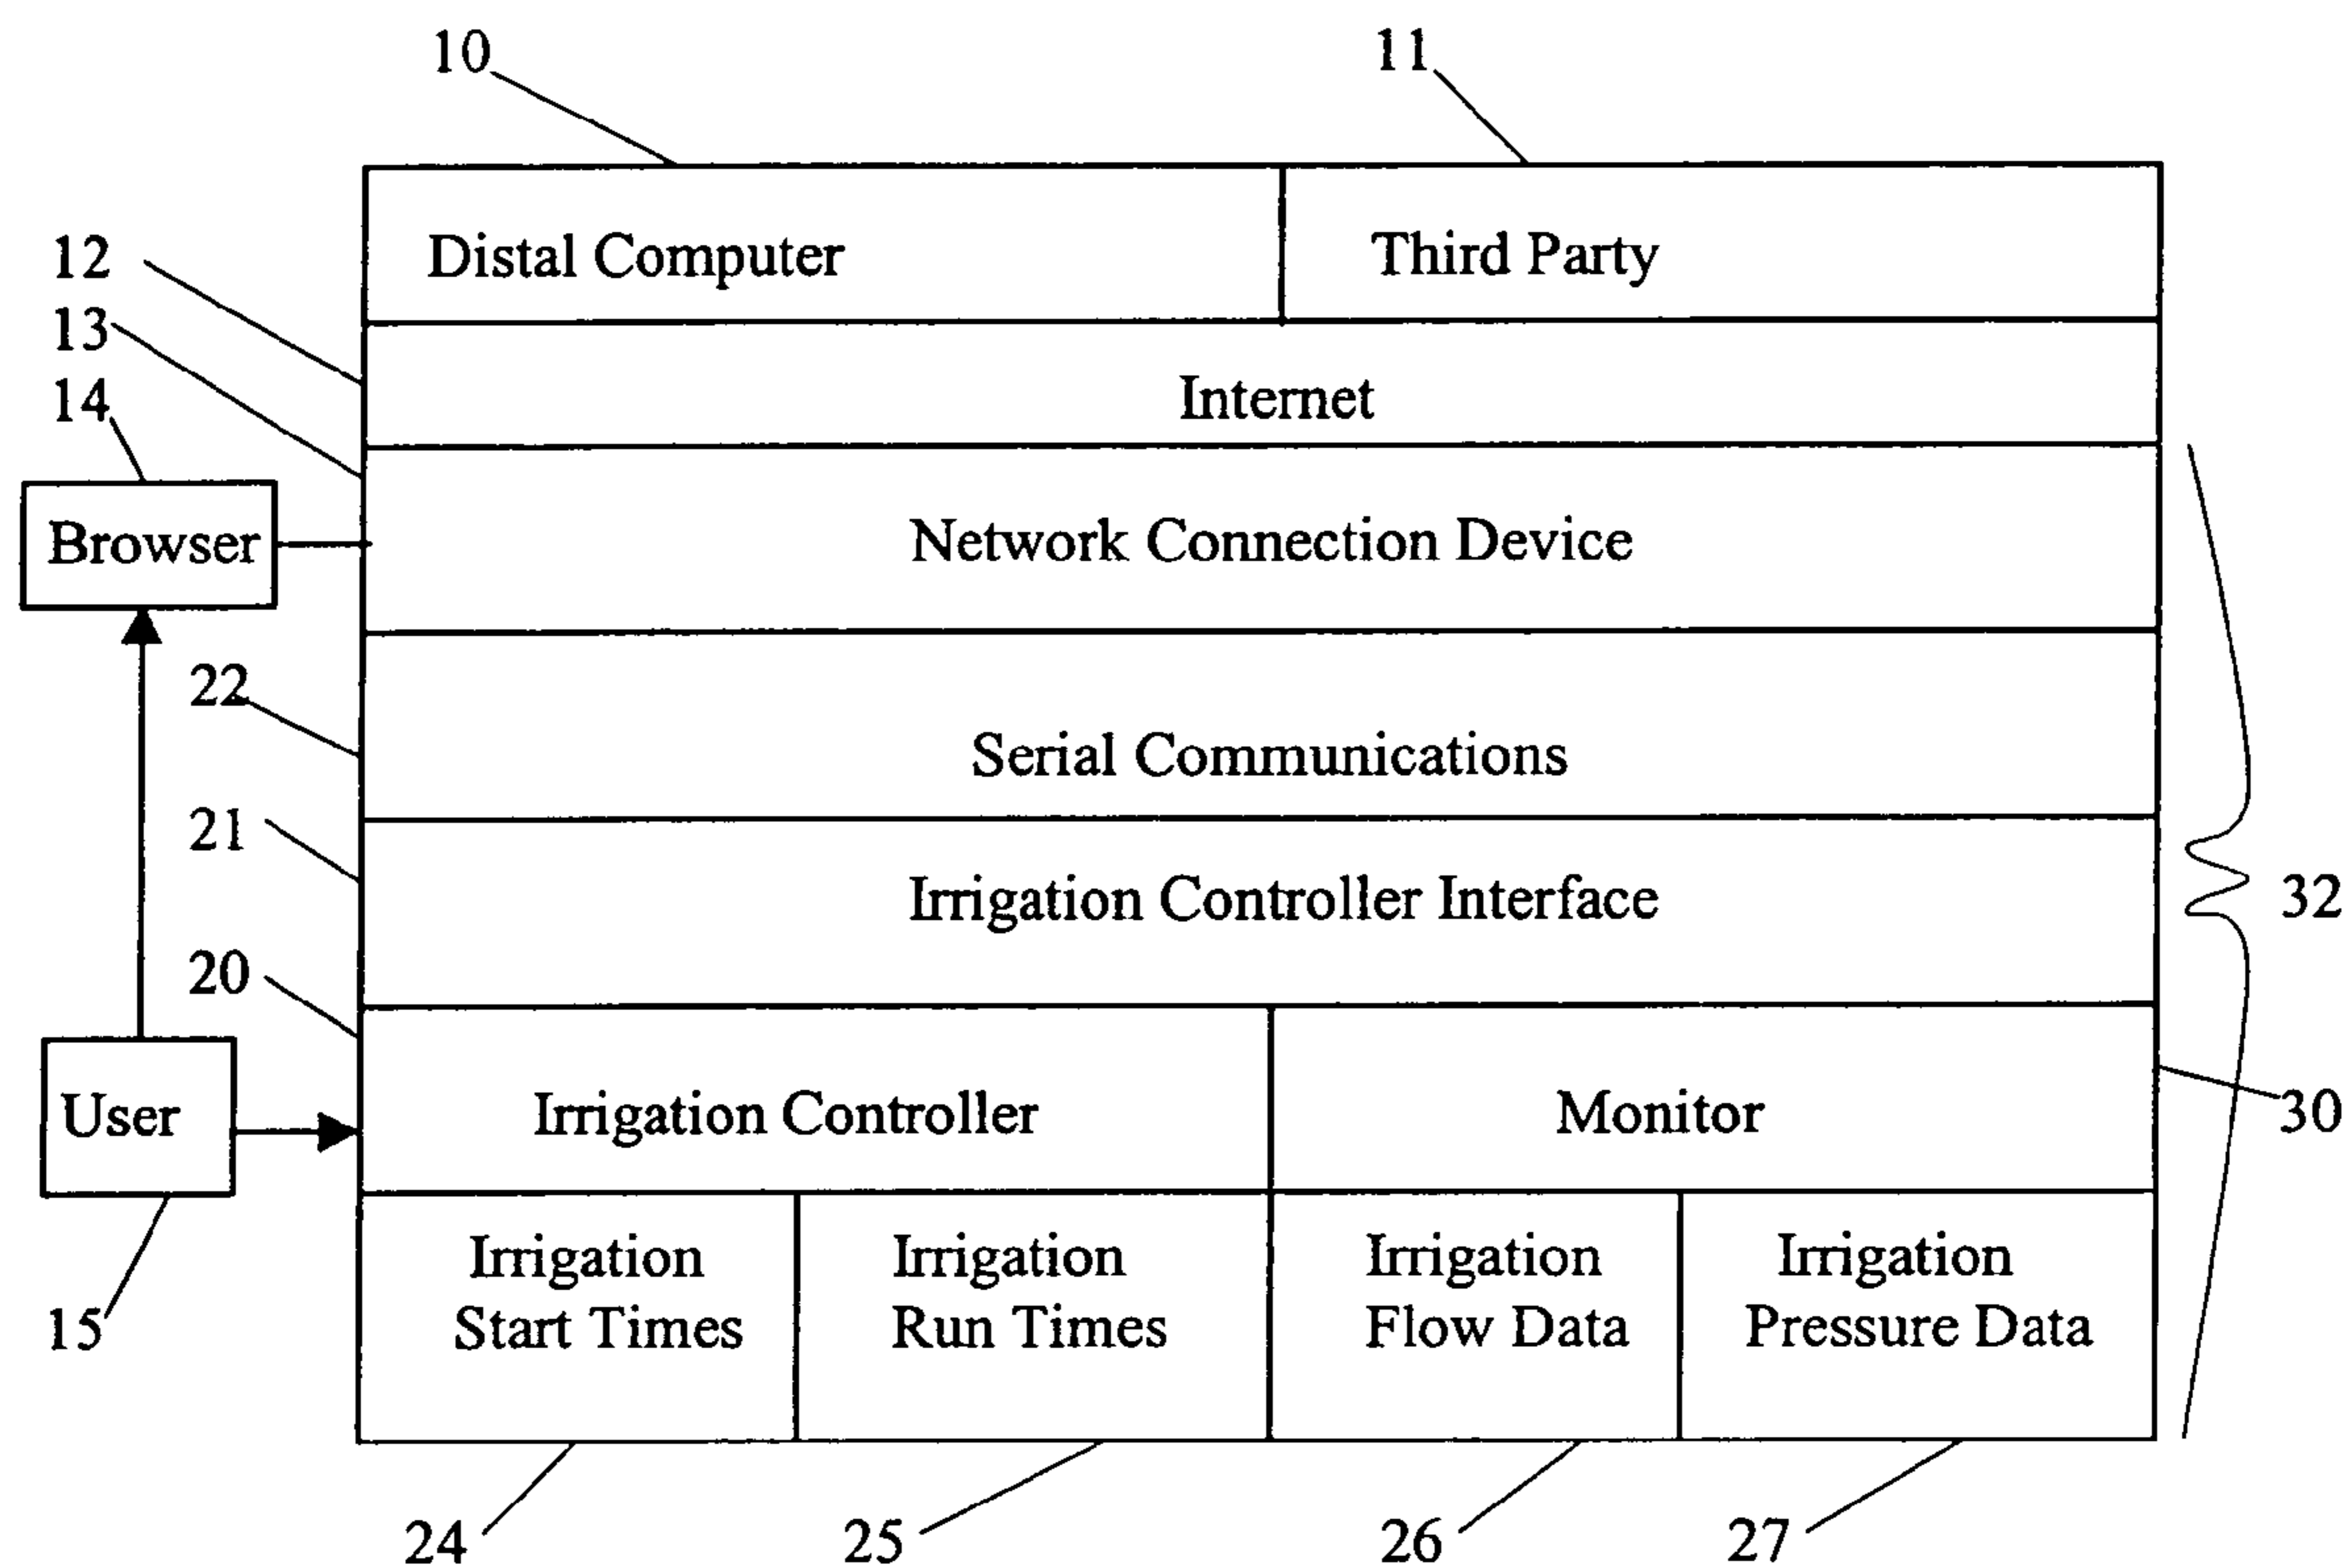 10
11
Distal Computer
Third Party
12
13
Internet
14
Browser
Network Connection Device
22
Serial Communications
21
Irrigation Controller Interface
32
20
User
Irrigation Controller
Monitor
30
Irrigation
Start Times
Irrigation
Run Times
Irrigation
Flow Data
Irrigation
Pressure Data
15
24
25
26
27